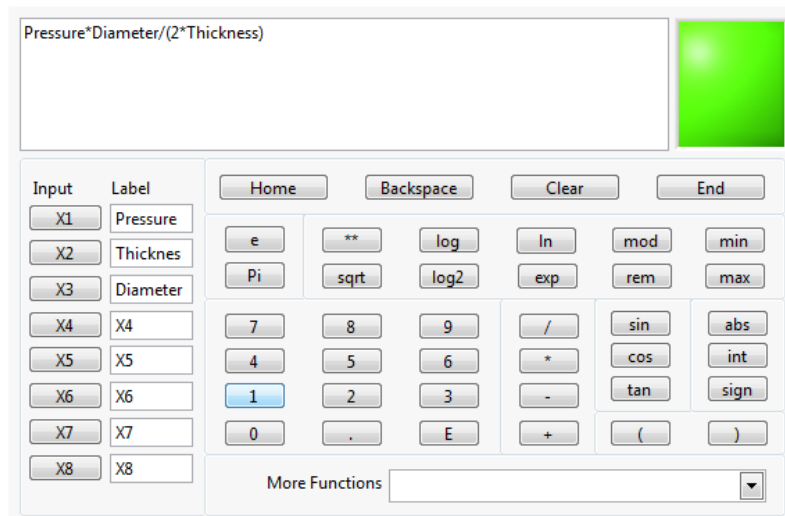 Pressure*Diameter/(2*Thickness)
Input Label Home Backspace Clear End
X1 Pressure
e ** log ln mod min
X2 Thicknes
Pi sqrt log2 exp rem max
X3 Diameter
X4 X4 7 8 9 / sin abs
X5 X5 4 5 6 * cos int
X6 X6 1 2 3 - tan sign
X7 X7 0 . E + ( )
X8 X8
More Functions